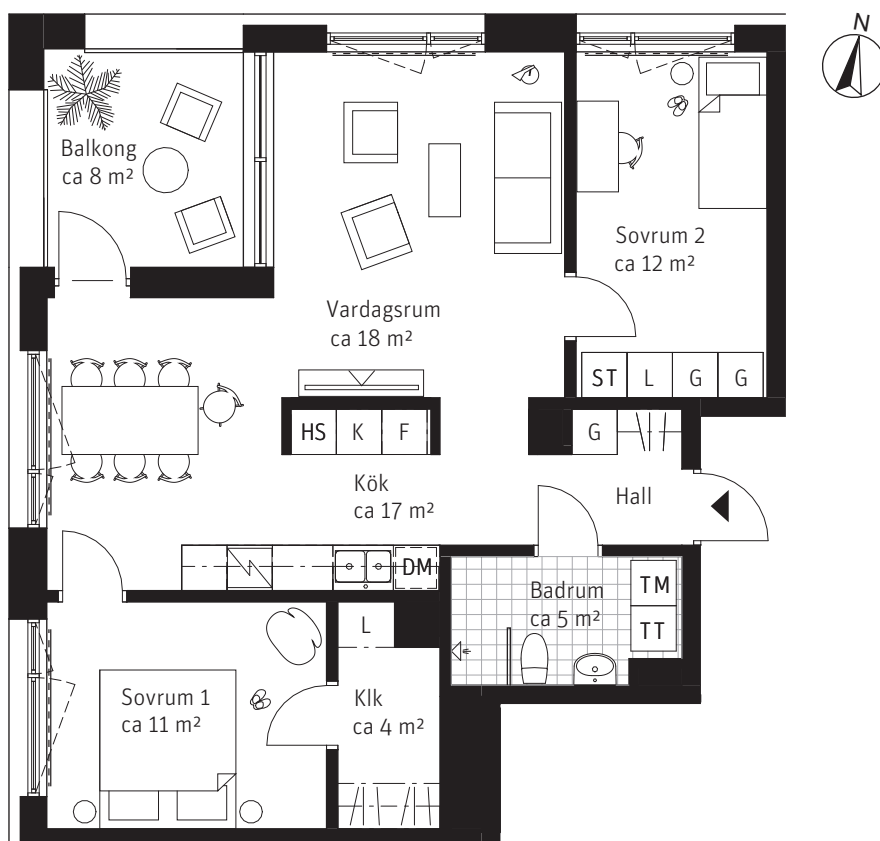 N
Balkong
ca 8 m²
Sovrum 2
ca 12 m²
Vardagsrum
ca 18 m²
ST L G G
HS K F
G
Kök
ca 17 m²
Hall
DM
Badrum
ca 5 m²
TM
TT
L
Sovrum 1
ca 11 m²
Klk
ca 4 m²